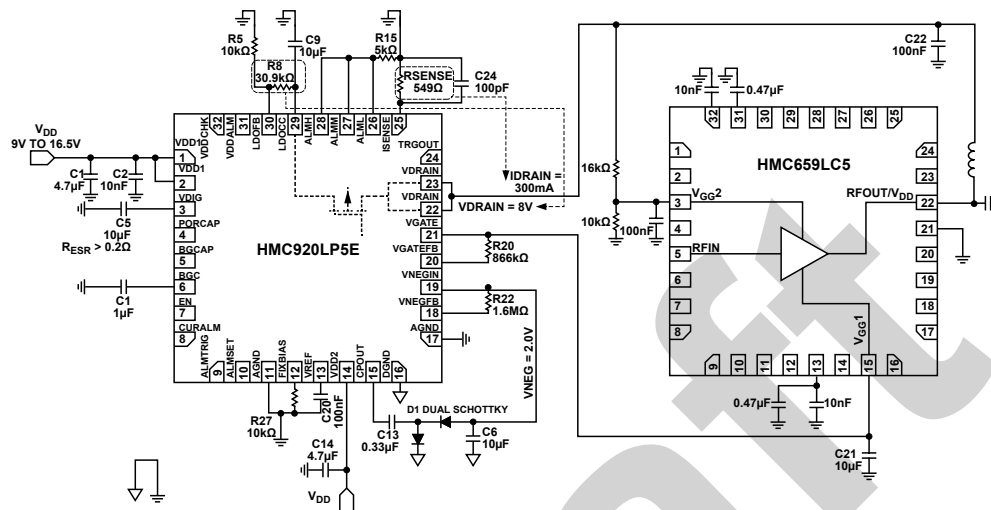 R5
10kΩ
C9
10µF
R8
30.9kΩ
R15
5kΩ
RSENSE
549Ω
C24
100pF
C22
100nF
10nF
0.47µF
32
31
30
29
28
27
26
25
VDDCHK
VDDALM
LDOFB
LDOCC
ALMH
ALMM
ALML
ISENSE
32
31
30
29
28
27
26
25
VDD
9V TO 16.5V
C1
4.7µF
C2
10nF
VDD1
1
VDD1
2
VDIG
3
PORCAP
4
BGCAP
5
BGC
6
EN
7
CURALM
8
C5
10µF
RESR > 0.2Ω
C1
1µF
HMC920LP5E
TRGOUT
24
VDRAIN
23
VDRAIN
22
VGATE
21
VGATEFB
20
VNEGIN
19
VNEGFB
18
AGND
17
IDRAIN =
300mA
VDRAIN = 8V
R20
866kΩ
R22
1.6MΩ
VNEG = 2.0V
16kΩ
10kΩ
100nF
1
2
3
4
5
6
7
8
VGG2
RFIN
HMC659LC5
RFOUT/VDD
VGG1
24
23
22
21
20
19
18
17
ALMTRIG
ALMSET
AGND
FIXBIAS
VREF
VDD2
CPOUT
DGND
9
10
11
12
13
14
15
16
9
10
11
12
13
14
15
16
R27
10kΩ
C20
100nF
C14
4.7µF
VDD
C13
0.33µF
D1 DUAL SCHOTTKY
C6
10µF
0.47µF
10nF
C21
10µF